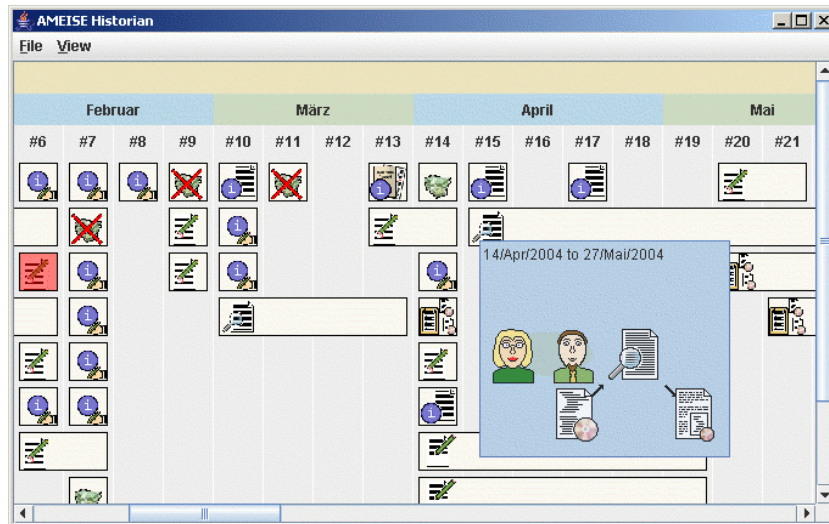 AMEISE Historian
File View
Februar März April Mai
#6 #7 #8 #9 #10 #11 #12 #13 #14 #15 #16 #17 #18 #19 #20 #21
14/Apr/2004 to 27/Mai/2004